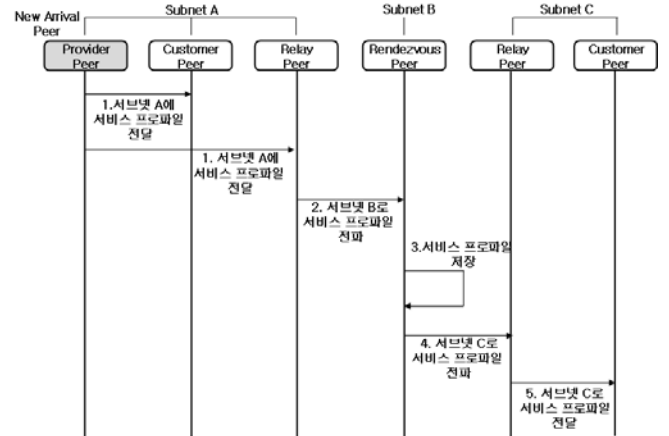 New Arrival
Peer
Subnet A
Subnet B
Subnet C
Provider
Peer
Customer
Peer
Relay
Peer
Rendezvous
Peer
Relay
Peer
Customer
Peer
1.서브넷 A에
서비스 프로파일
전달
1. 서브넷 A에
서비스 프로파일
전달
2. 서브넷 B로
서비스 프로파일
전파
3.서비스 프로파일
저장
4. 서브넷 C로
서비스 프로파일
전파
5. 서브넷 C로
서비스 프로파일
전달